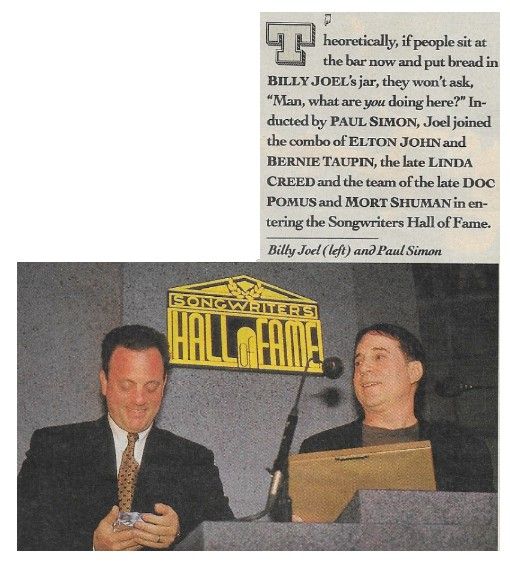 Theoretically, if people sit at
the bar now and put bread in
BILLY JOEL's jar, they won't ask,
"Man, what are you doing here?" In-
ducted by PAUL SIMON, Joel joined
the combo of ELTON JOHN and
BERNIE TAUPIN, the late LINDA
CREED and the team of the late DOC
POMUS and MORT SHUMAN in en-
tering the Songwriters Hall of Fame.
Billy Joel (left) and Paul Simon
SONGWRITERS
HALL OF FAME